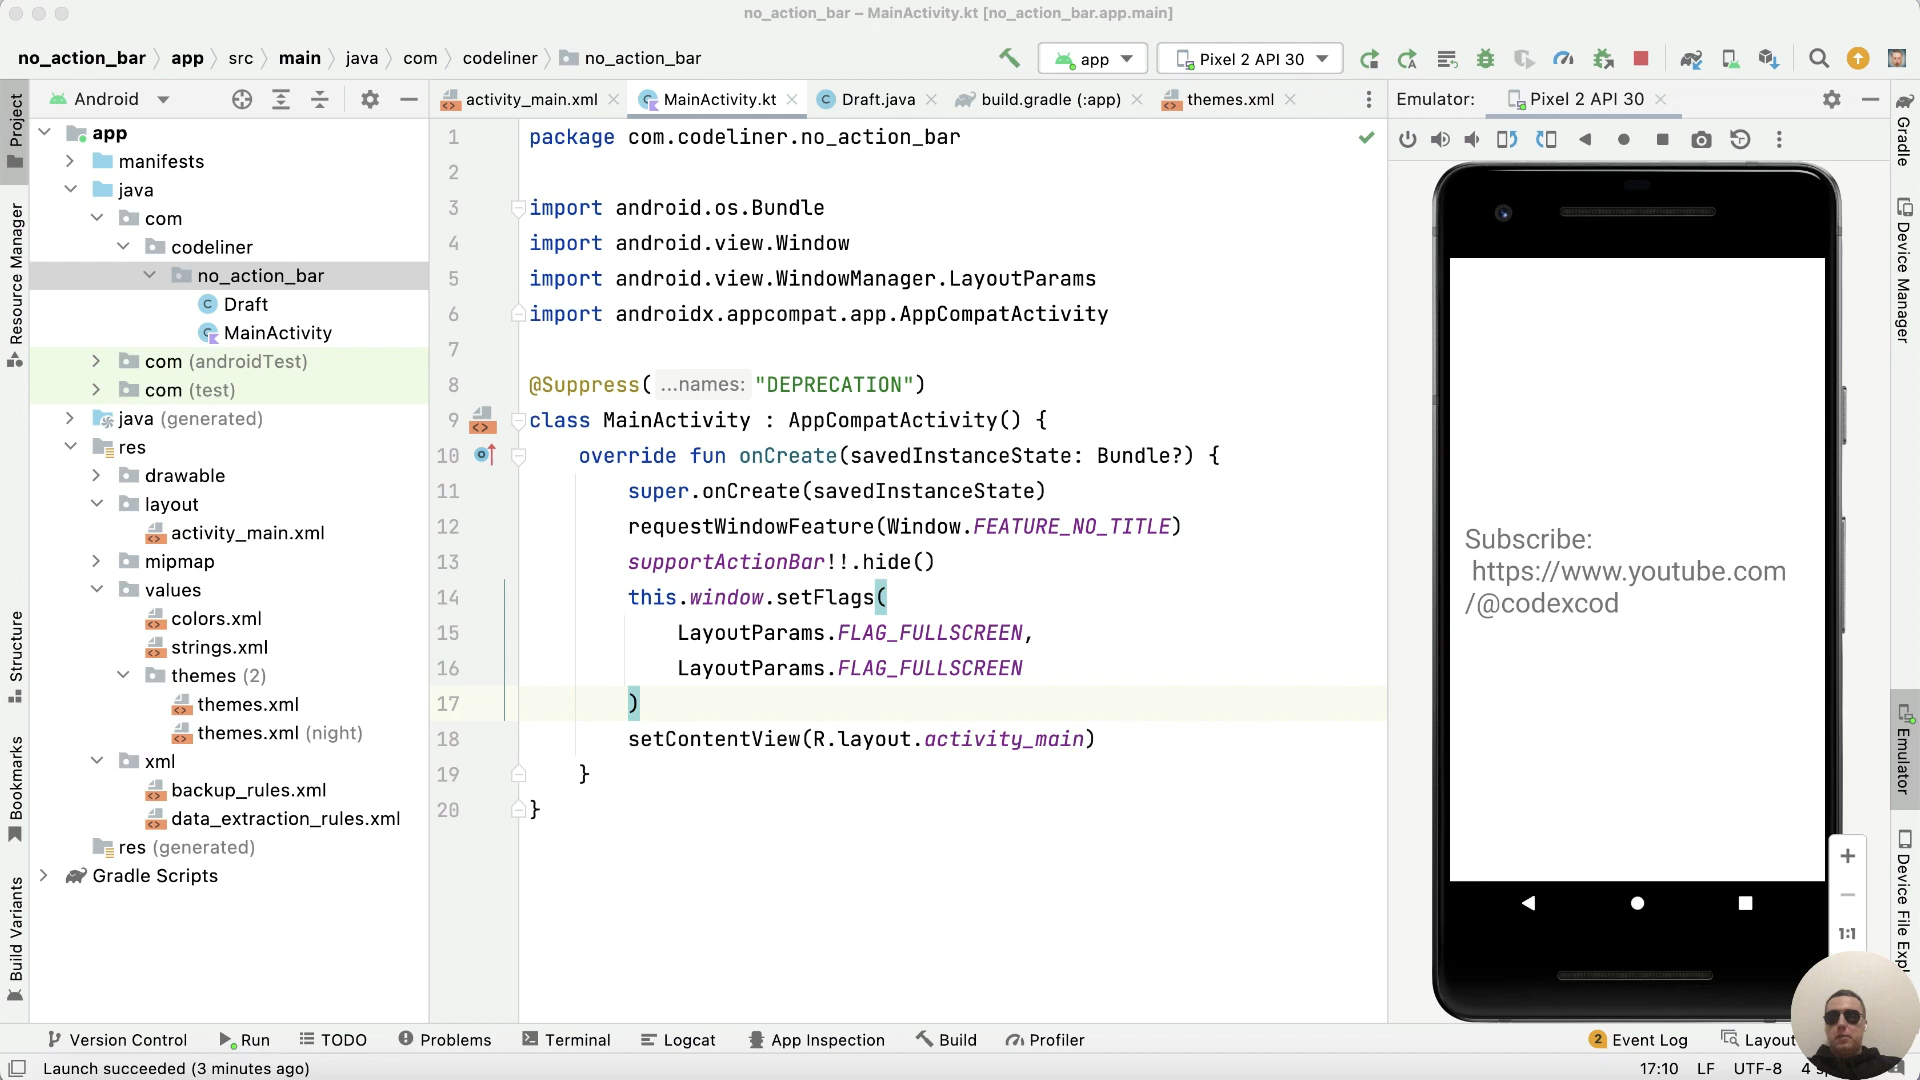 no_action_bar – MainActivity.kt [no_action_bar.app.main]
no_action_bar app src main java com codeliner no_action_bar
app Pixel 2 API 30
Android
activity_main.xml MainActivity.kt Draft.java build.gradle (:app) themes.xml
Emulator: Pixel 2 API 30
Project
Resource Manager
Structure
Bookmarks
Build Variants
app
manifests
java
com
codeliner
no_action_bar
Draft
MainActivity
com (androidTest)
com (test)
java (generated)
res
drawable
layout
activity_main.xml
mipmap
values
colors.xml
strings.xml
themes (2)
themes.xml
themes.xml (night)
xml
backup_rules.xml
data_extraction_rules.xml
res (generated)
Gradle Scripts
1 package com.codeliner.no_action_bar
2
3 import android.os.Bundle
4 import android.view.Window
5 import android.view.WindowManager.LayoutParams
6 import androidx.appcompat.app.AppCompatActivity
7
8 @Suppress( ...names: "DEPRECATION")
9 class MainActivity : AppCompatActivity() {
10 override fun onCreate(savedInstanceState: Bundle?) {
11 super.onCreate(savedInstanceState)
12 requestWindowFeature(Window.FEATURE_NO_TITLE)
13 supportActionBar!!.hide()
14 this.window.setFlags(
15 LayoutParams.FLAG_FULLSCREEN,
16 LayoutParams.FLAG_FULLSCREEN
17 )
18 setContentView(R.layout.activity_main)
19 }
20 }
Subscribe:
https://www.youtube.com
/@codexcod
1:1
Gradle
Device Manager
Emulator
Device File Expl
Version Control Run TODO Problems Terminal Logcat App Inspection Build Profiler
2 Event Log Layou
Launch succeeded (3 minutes ago)
17:10 LF UTF-8 4